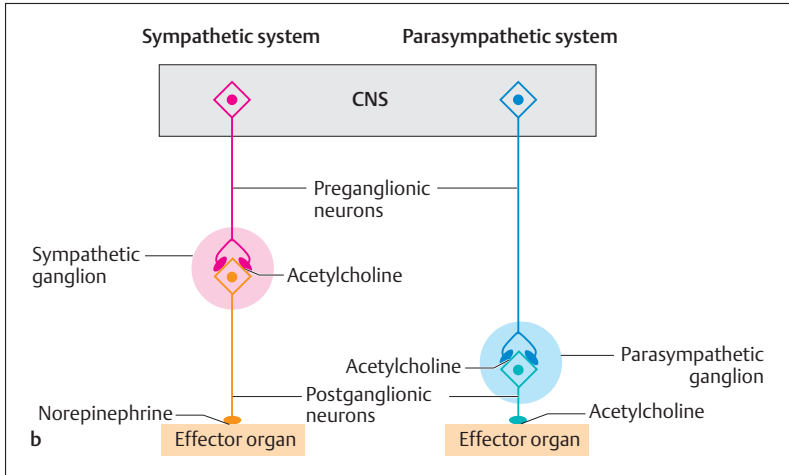 Sympathetic system
Parasympathetic system
CNS
Preganglionic
neurons
Sympathetic
ganglion
Acetylcholine
Acetylcholine
Parasympathetic
ganglion
Postganglionic
neurons
Norepinephrine
Acetylcholine
b
Effector organ
Effector organ